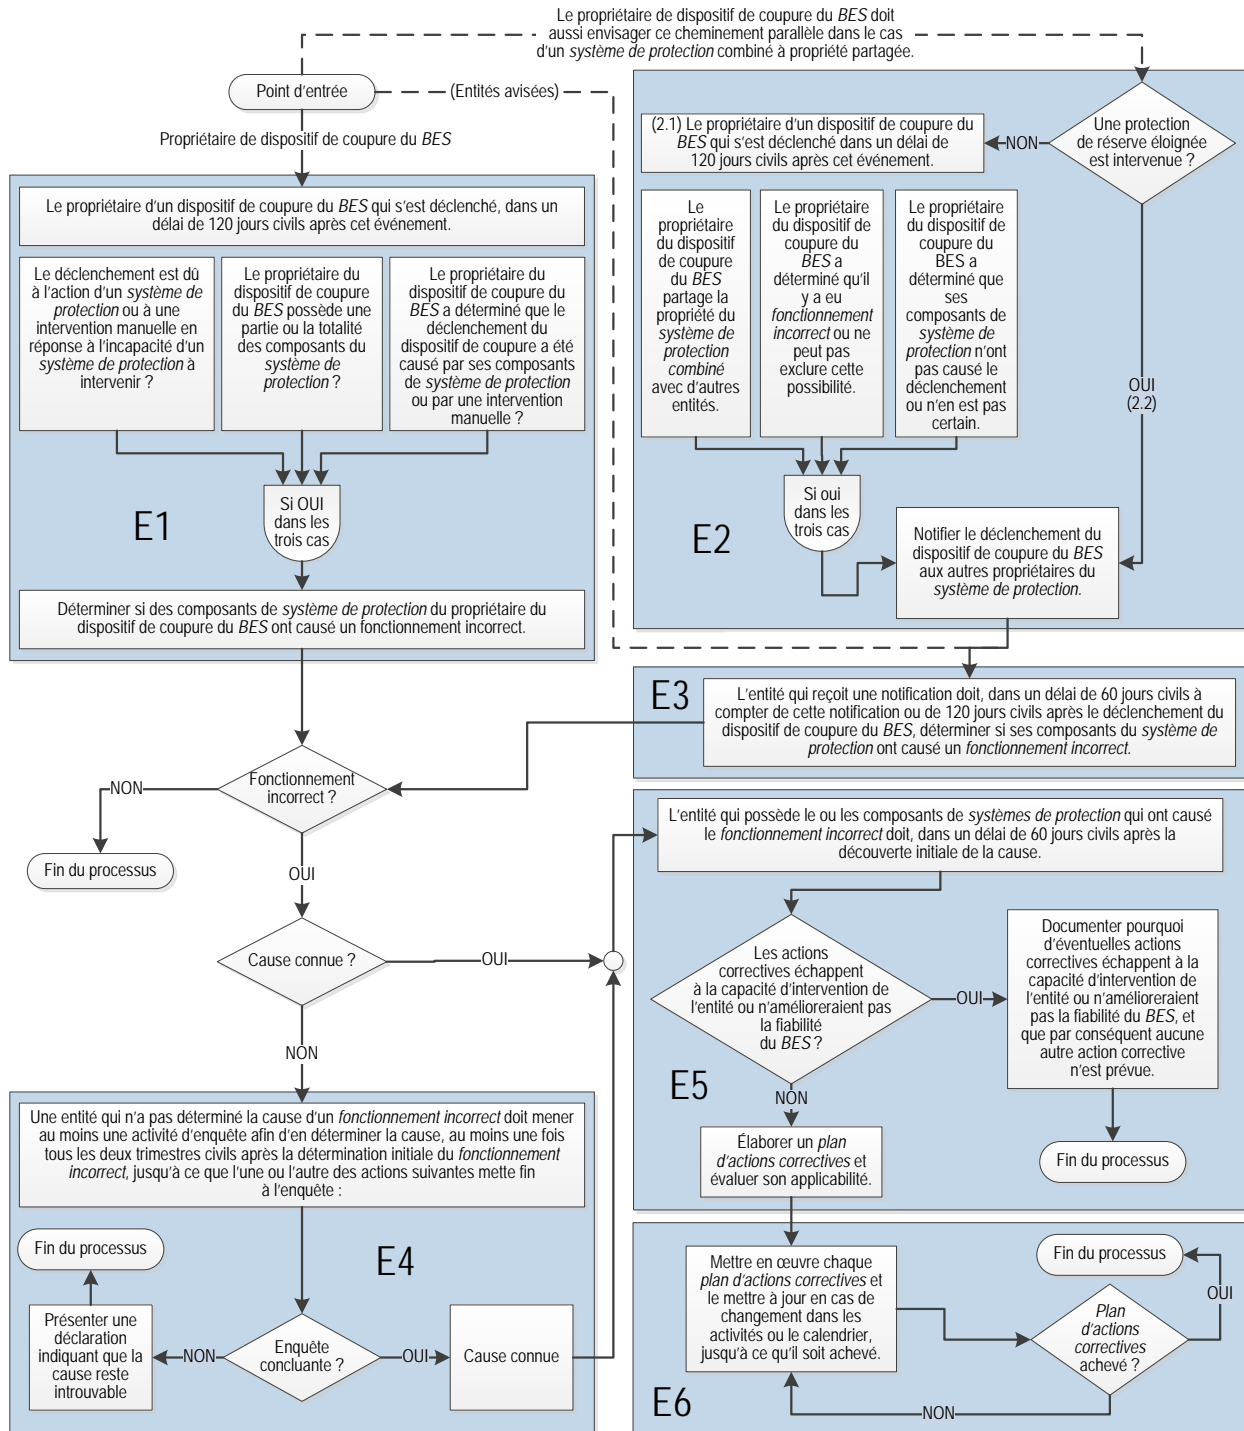 Le propriétaire de dispositif de coupure du BES doit
aussi envisager ce cheminement parallèle dans le cas
d'un système de protection combiné à propriété partagée.
Point d'entrée
(Entités avisées)
Propriétaire de dispositif de coupure du BES
Le propriétaire d'un dispositif de coupure du BES qui s'est déclenché, dans un
délai de 120 jours civils après cet événement.
Le déclenchement est dû
à l'action d'un système de
protection ou à une
intervention manuelle en
réponse à l'incapacité d'un
système de protection à
intervenir ?
Le propriétaire du
dispositif de coupure
du BES possède une
partie ou la totalité
des composants du
système de
protection ?
Le propriétaire du
dispositif de coupure du
BES a déterminé que le
déclenchement du
dispositif de coupure a été
causé par ses composants
de système de protection
ou par une intervention
manuelle ?
E1
Si OUI
dans les
trois cas
Déterminer si des composants de système de protection du propriétaire du
dispositif de coupure du BES ont causé un fonctionnement incorrect.
Une protection
de réserve éloignée
est intervenue ?
NON
(2.1) Le propriétaire d'un dispositif de coupure du
BES qui s'est déclenché dans un délai de
120 jours civils après cet événement.
Le
propriétaire
du dispositif
de coupure
du BES
partage la
propriété du
système de
protection
combiné
avec d'autres
entités.
Le propriétaire
du dispositif de
coupure du
BES a
déterminé qu'il
y a eu
fonctionnement
incorrect ou ne
peut pas
exclure cette
possibilité.
Le propriétaire
du dispositif de
coupure du
BES a
déterminé que
ses
composants de
système de
protection n'ont
pas causé le
déclenchement
ou n'en est pas
certain.
OUI
(2.2)
E2
Si oui
dans les
trois cas
Notifier le déclenchement du
dispositif de coupure du BES
aux autres propriétaires du
système de protection.
E3
L'entité qui reçoit une notification doit, dans un délai de 60 jours civils à
compter de cette notification ou de 120 jours civils après le déclenchement du
dispositif de coupure du BES, déterminer si ses composants du système de
protection ont causé un fonctionnement incorrect.
Fonctionnement
incorrect ?
NON
Fin du processus
OUI
Cause connue ?
OUI
NON
L'entité qui possède le ou les composants de systèmes de protection qui ont causé
le fonctionnement incorrect doit, dans un délai de 60 jours civils après la
découverte initiale de la cause.
Les actions
correctives échappent
à la capacité d'intervention de
l'entité ou n'amélioreraient pas
la fiabilité
du BES ?
OUI
Documenter pourquoi
d'éventuelles actions
correctives échappent à la
capacité d'intervention de
l'entité ou n'amélioreraient
pas la fiabilité du BES, et
que par conséquent aucune
autre action corrective
n'est prévue.
Fin du processus
E5
NON
Élaborer un plan
d'actions correctives et
évaluer son applicabilité.
Une entité qui n'a pas déterminé la cause d'un fonctionnement incorrect doit mener
au moins une activité d'enquête afin d'en déterminer la cause, au moins une fois
tous les deux trimestres civils après la détermination initiale du fonctionnement
incorrect, jusqu'à ce que l'une ou l'autre des actions suivantes mette fin
à l'enquête :
E4
Fin du processus
Présenter une
déclaration
indiquant que la
cause reste
introuvable
NON
Enquête
concluante ?
OUI
Cause connue
Mettre en œuvre chaque
plan d'actions correctives et
le mettre à jour en cas de
changement dans les
activités ou le calendrier,
jusqu'à ce qu'il soit achevé.
Fin du processus
OUI
Plan
d'actions
correctives
achevé ?
NON
E6